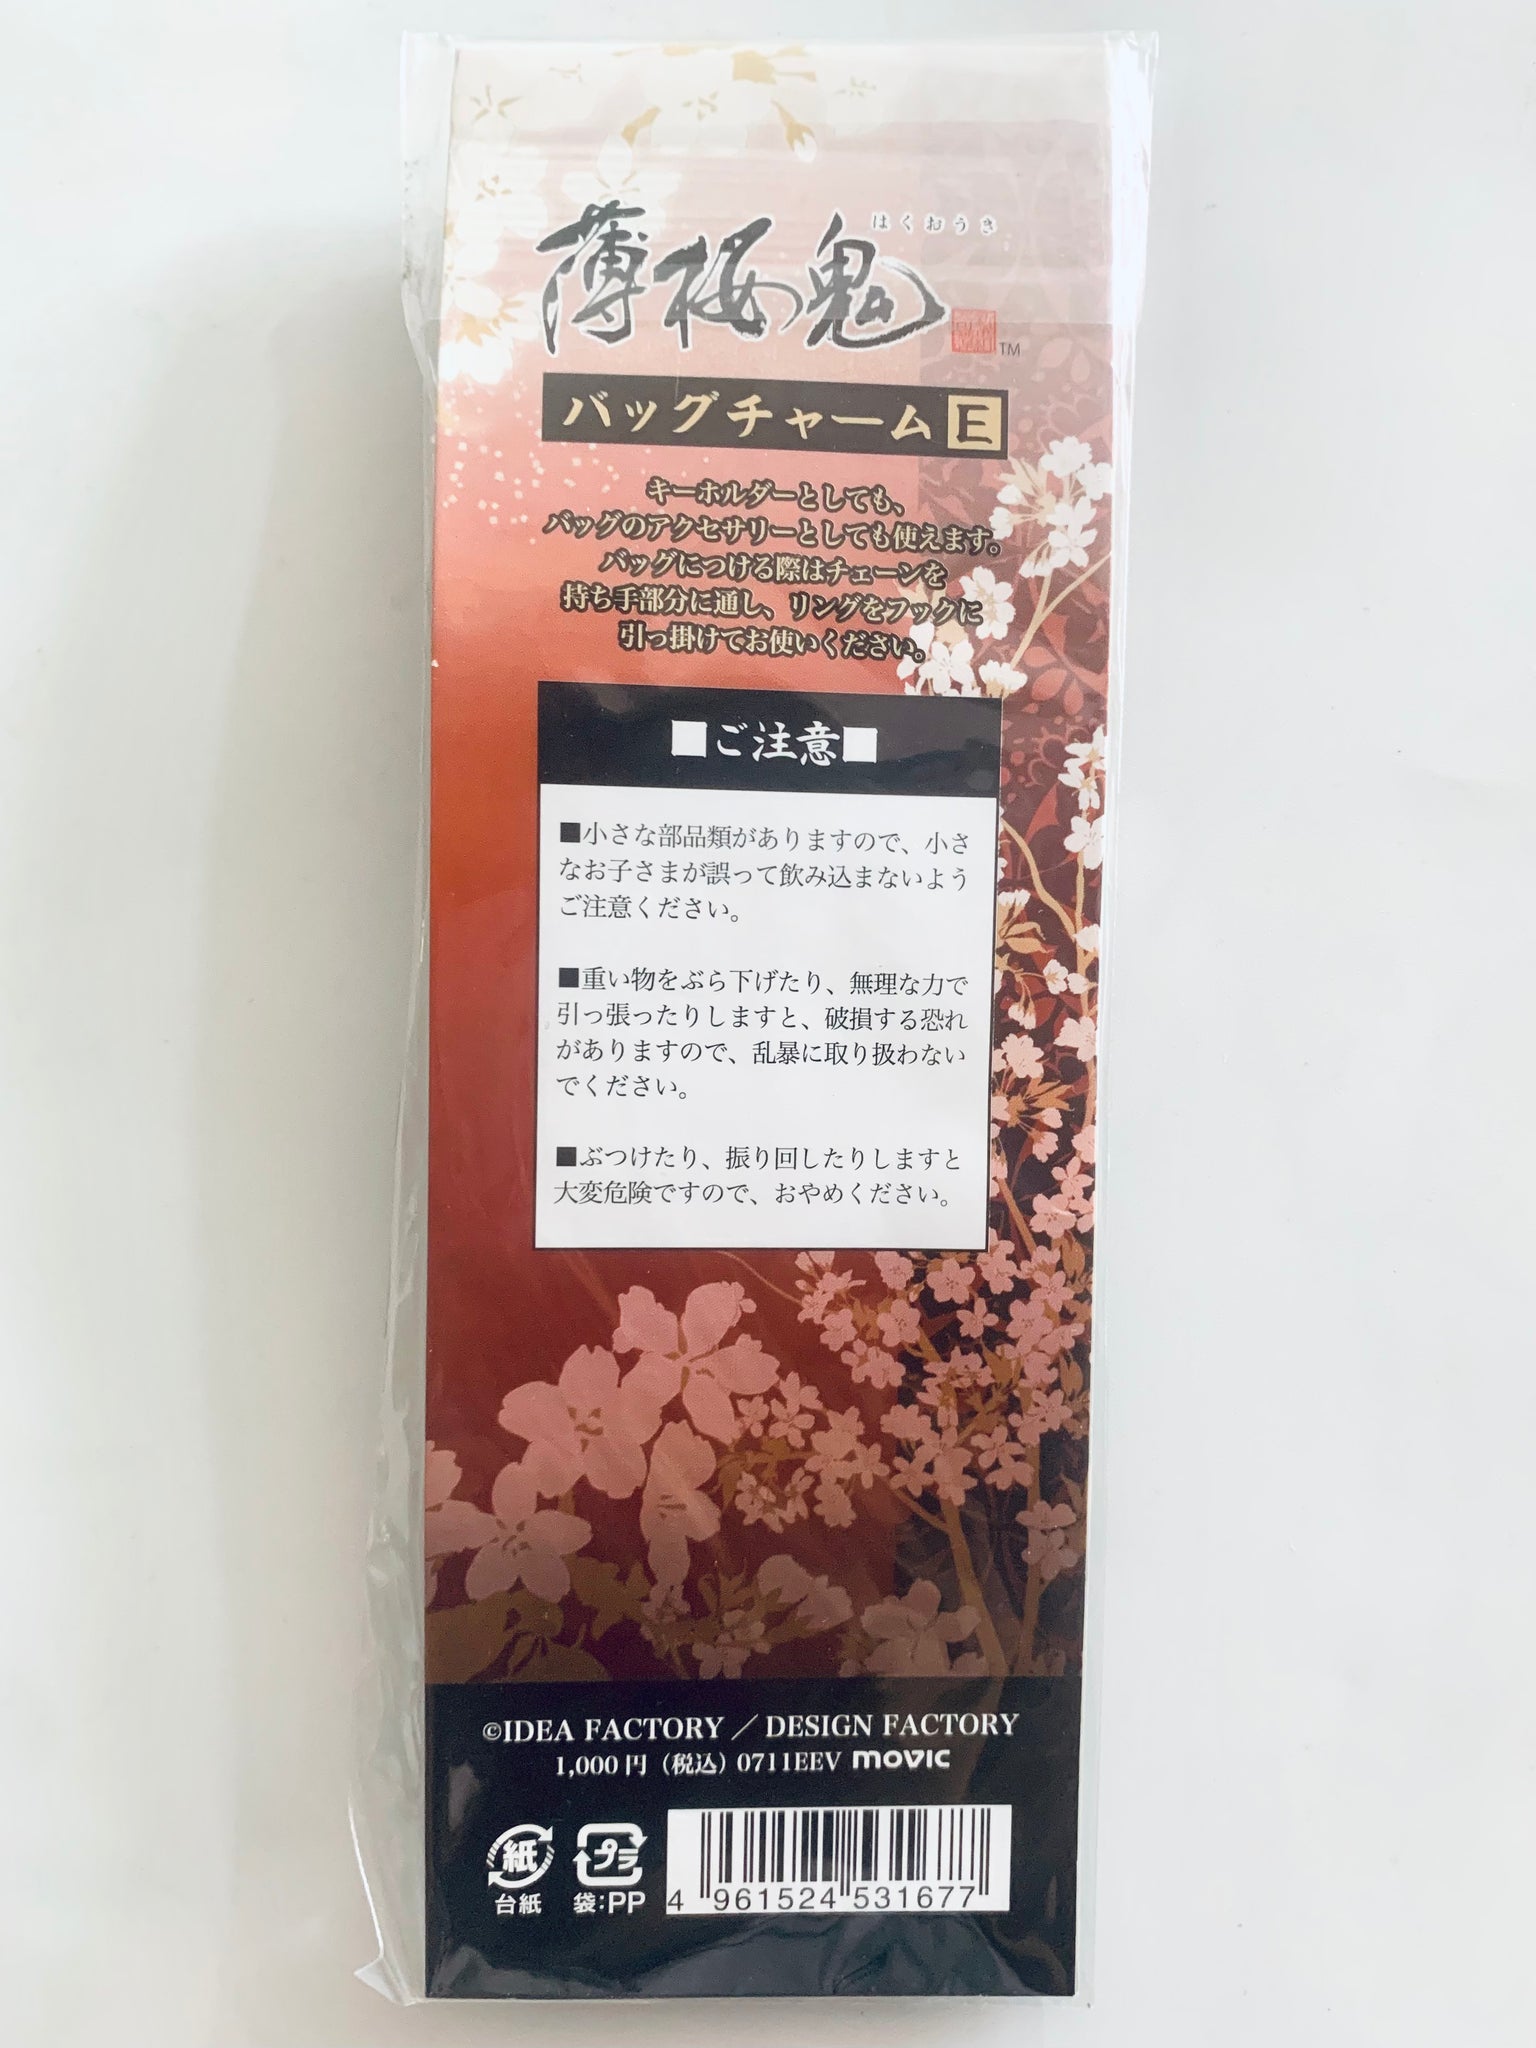 はくおうき
薄桜鬼
TM
バッグチャームE
キーホルダーとしても、
バッグのアクセサリーとしても使えます。
バッグにつける際はチェーンを
持ち手部分に通し、リングをフックに
引っ掛けてお使いください。
■ご注意■
■小さな部品類がありますので、小さ
なお子さまが誤って飲み込まないよう
ご注意ください。
■重い物をぶら下げたり、無理な力で
引っ張ったりしますと、破損する恐れ
がありますので、乱暴に取り扱わない
でください。
■ぶつけたり、振り回したりしますと
大変危険ですので、おやめください。
©IDEA FACTORY／DESIGN FACTORY
1,000円（税込）0711EEV movic
紙 プラ
台紙 袋:PP
4 961524 531677